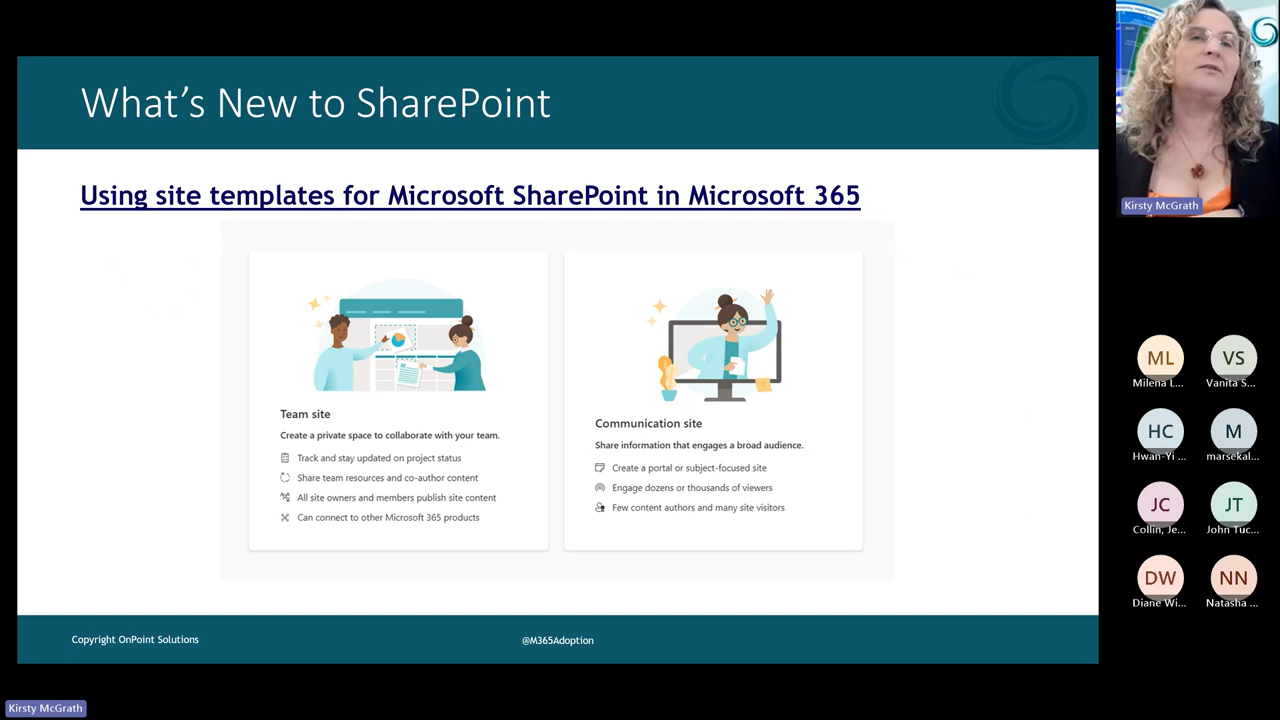 What's New to SharePoint
Using site templates for Microsoft SharePoint in Microsoft 365
Team site
Create a private space to collaborate with your team.
Track and stay updated on project status
Share team resources and co-author content
All site owners and members publish site content
Can connect to other Microsoft 365 products
Communication site
Share information that engages a broad audience.
Create a portal or subject-focused site
Engage dozens or thousands of viewers
Few content authors and many site visitors
Copyright OnPoint Solutions
@M365Adoption
Kirsty McGrath
ML
VS
Milena L...
Vanita S...
HC
M
Hwan-Yi ...
marsekal...
JC
JT
Collin, Je...
John Tuc...
DW
NN
Diane Wi...
Natasha ...
Kirsty McGrath